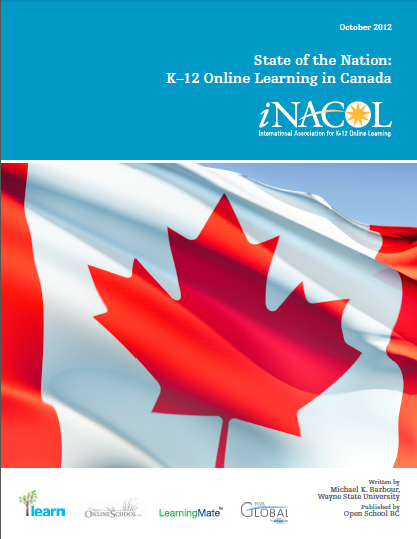 October 2012
State of the Nation:
K–12 Online Learning in Canada
iNACOL
International Association for K-12 Online Learning
Written by
Michael K. Barbour,
Wayne State University
Published by
Open School BC
learn
ONLINESCHOOL
LearningMate™
GLOBAL